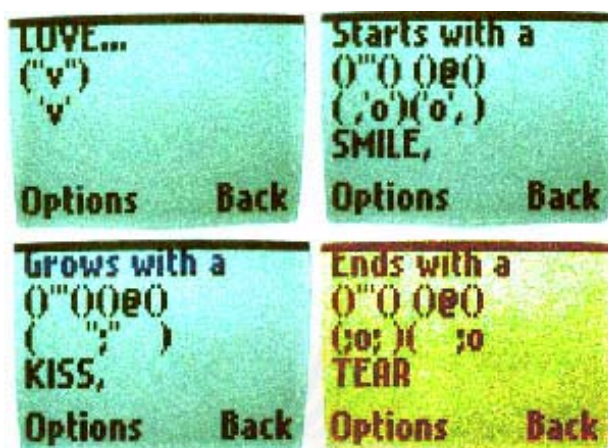 LOVE...
("v")
'v'
Options Back
Starts with a
()"'() ()@()
( ,'o')('o', )
SMILE,
Options Back
Grows with a
()"'()()@()
( ";" )
KISS,
Options Back
Ends with a
()"'() ()@()
(;o; )( ;o
TEAR
Options Back